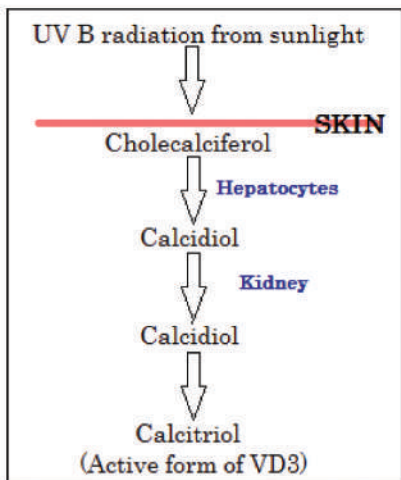 UV B radiation from sunlight
SKIN
Cholecalciferol
Hepatocytes
Calcidiol
Kidney
Calcidiol
Calcitriol
(Active form of VD3)